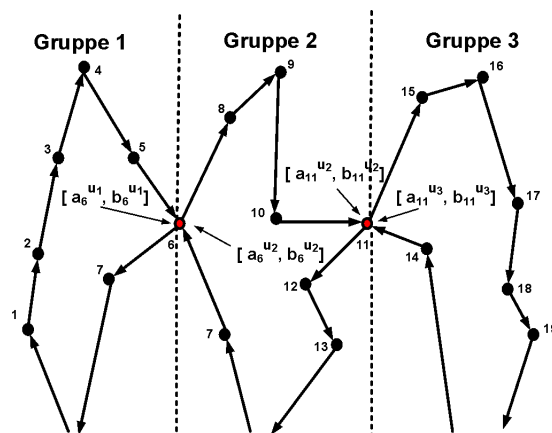 Gruppe 1
Gruppe 2
Gruppe 3
4
9
16
8
15
3
5
[ a₆ᵘ¹, b₆ᵘ¹]
[ a₁₁ᵘ², b₁₁ᵘ²]
[ a₁₁ᵘ³, b₁₁ᵘ³]
17
10
6
11
2
[ a₆ᵘ², b₆ᵘ²]
14
7
12
18
1
7
13
19